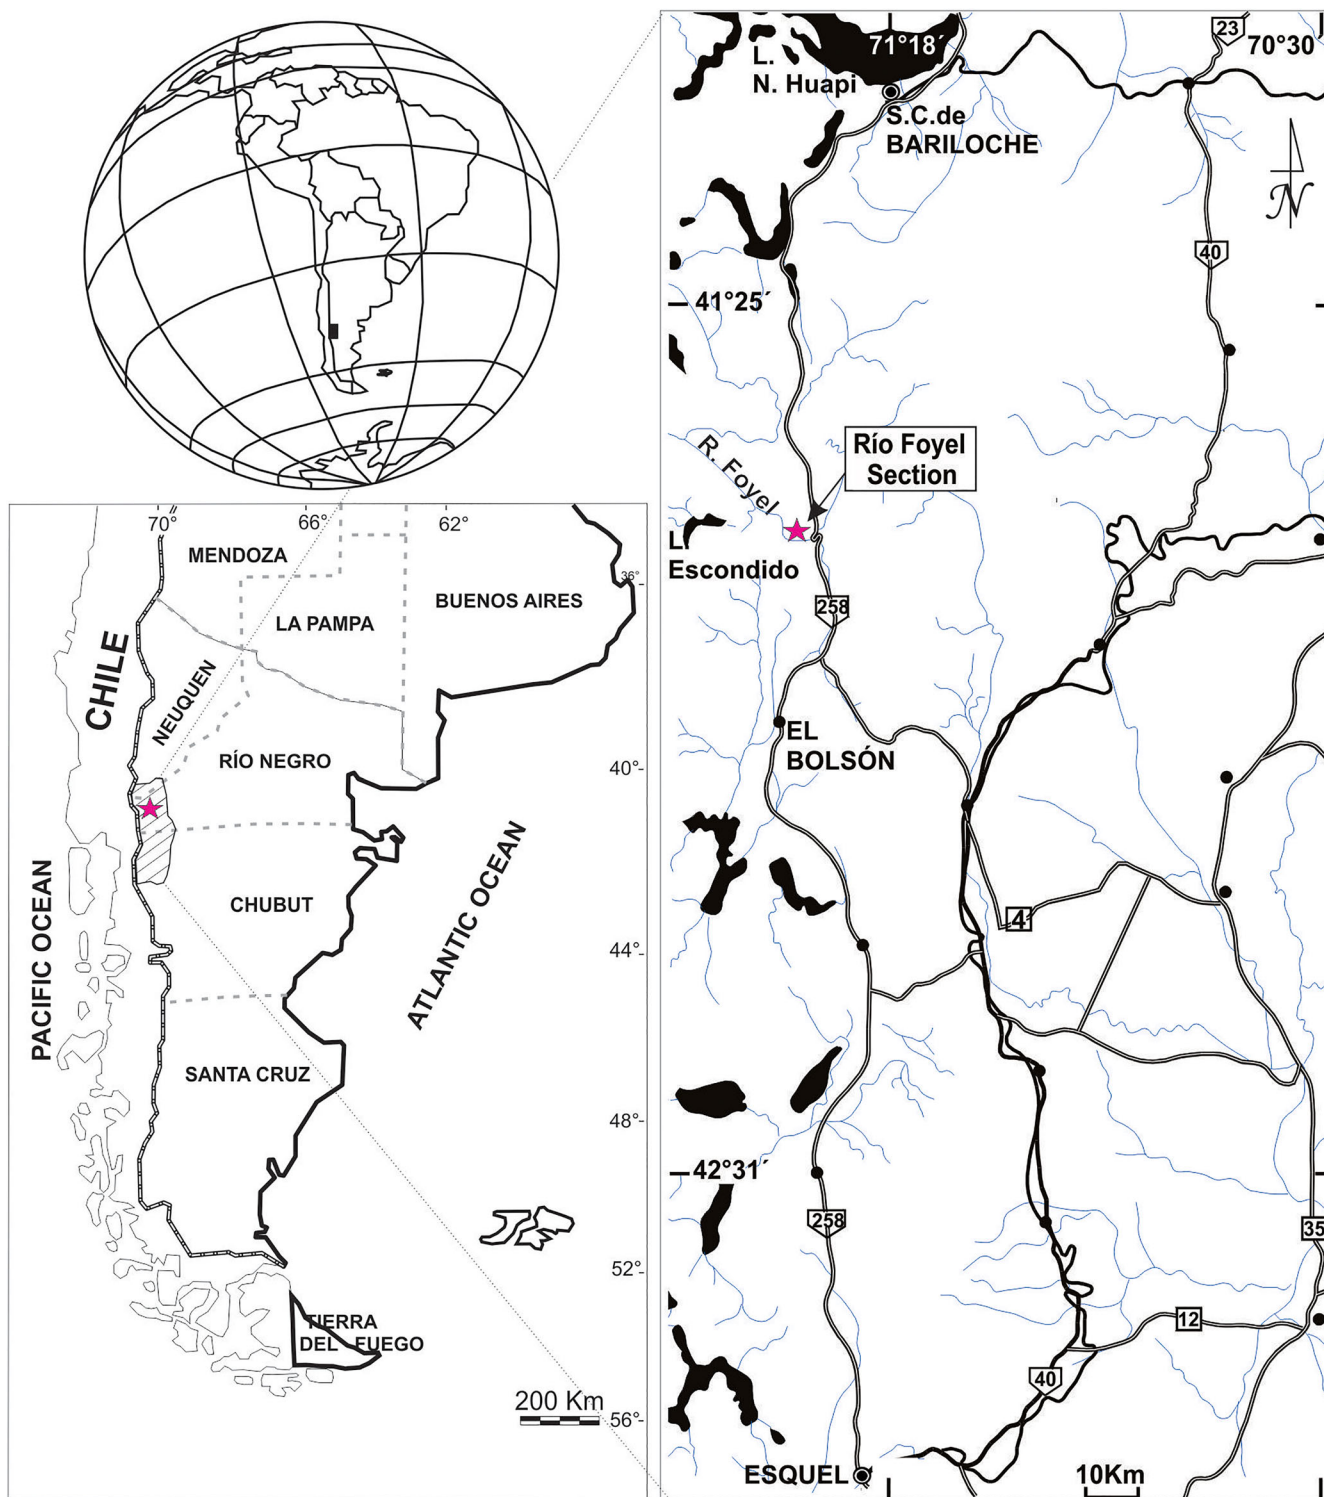 70°
66°
62°
MENDOZA
36°
LA PAMPA
BUENOS AIRES
CHILE
NEUQUEN
RÍO NEGRO
40°
PACIFIC OCEAN
CHUBUT
ATLANTIC OCEAN
44°
SANTA CRUZ
48°
52°
TIERRA
DEL FUEGO
200 Km
56°
71°18´
23
70°30
L.
N. Huapi
S.C.de
BARILOCHE
N
40
41°25´
R. Foyel
Río Foyel
Section
L.
Escondido
258
EL
BOLSÓN
4
42°31´
258
35
12
40
ESQUEL
10Km